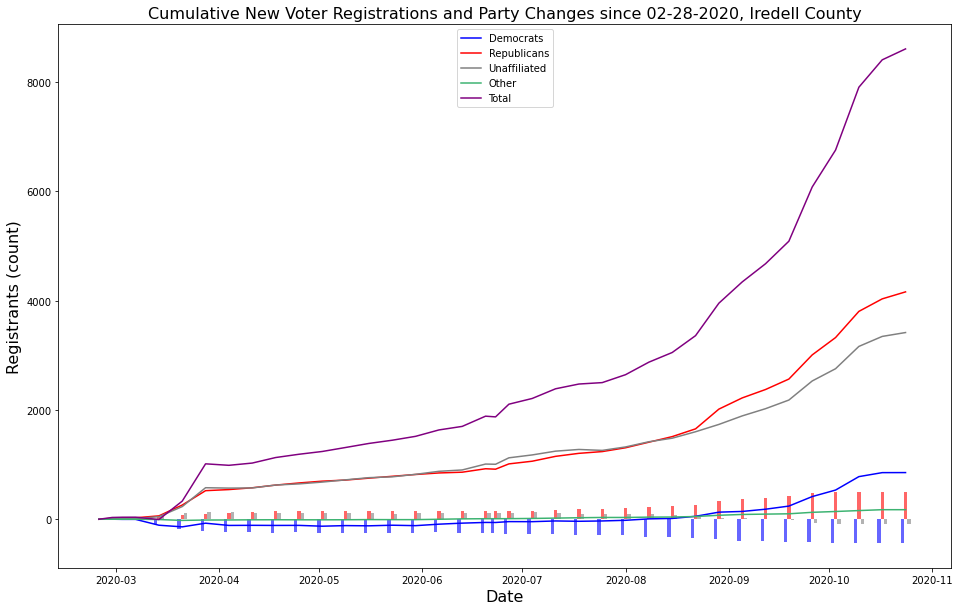 Cumulative New Voter Registrations and Party Changes since 02-28-2020, Iredell County
Democrats
Republicans
Unaffiliated
Other
Total
Registrants (count)
8000
6000
4000
2000
0
2020-03 2020-04 2020-05 2020-06 2020-07 2020-08 2020-09 2020-10 2020-11
Date